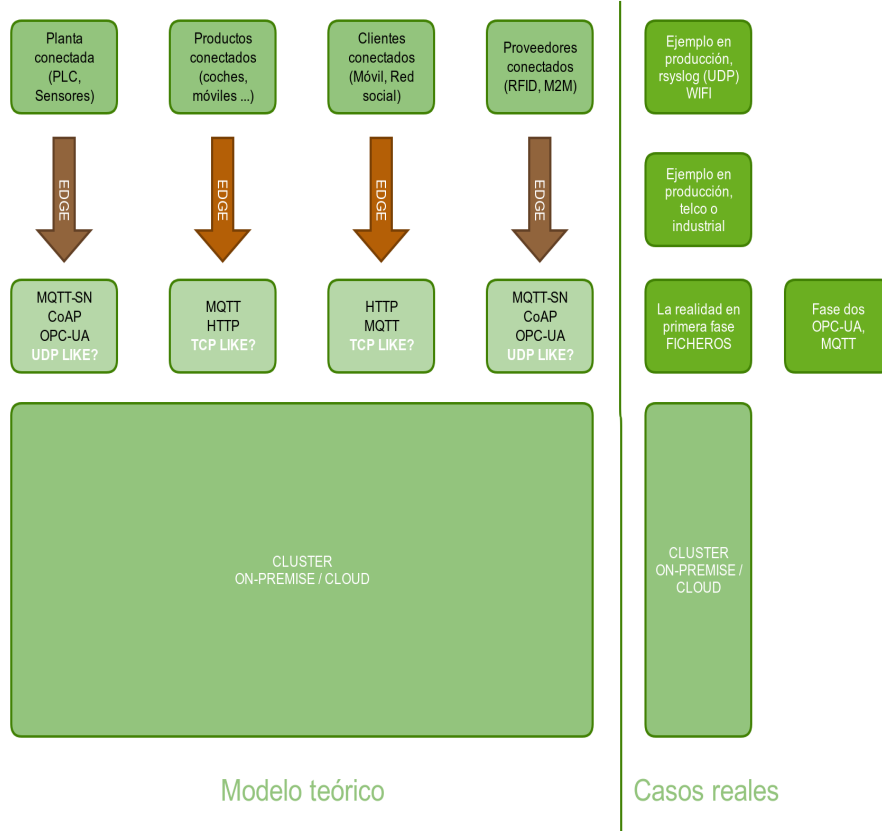 Planta
conectada
(PLC,
Sensores)
Productos
conectados
(coches,
móviles ...)
Clientes
conectados
(Móvil, Red
social)
Proveedores
conectados
(RFID, M2M)
Ejemplo en
producción,
rsyslog (UDP)
WIFI
EDGE
EDGE
EDGE
EDGE
Ejemplo en
producción,
telco o
industrial
MQTT-SN
CoAP
OPC-UA
UDP LIKE?
MQTT
HTTP
TCP LIKE?
HTTP
MQTT
TCP LIKE?
MQTT-SN
CoAP
OPC-UA
UDP LIKE?
La realidad en
primera fase
FICHEROS
Fase dos
OPC-UA,
MQTT
CLUSTER
ON-PREMISE / CLOUD
CLUSTER
ON-PREMISE /
CLOUD
Modelo teórico
Casos reales